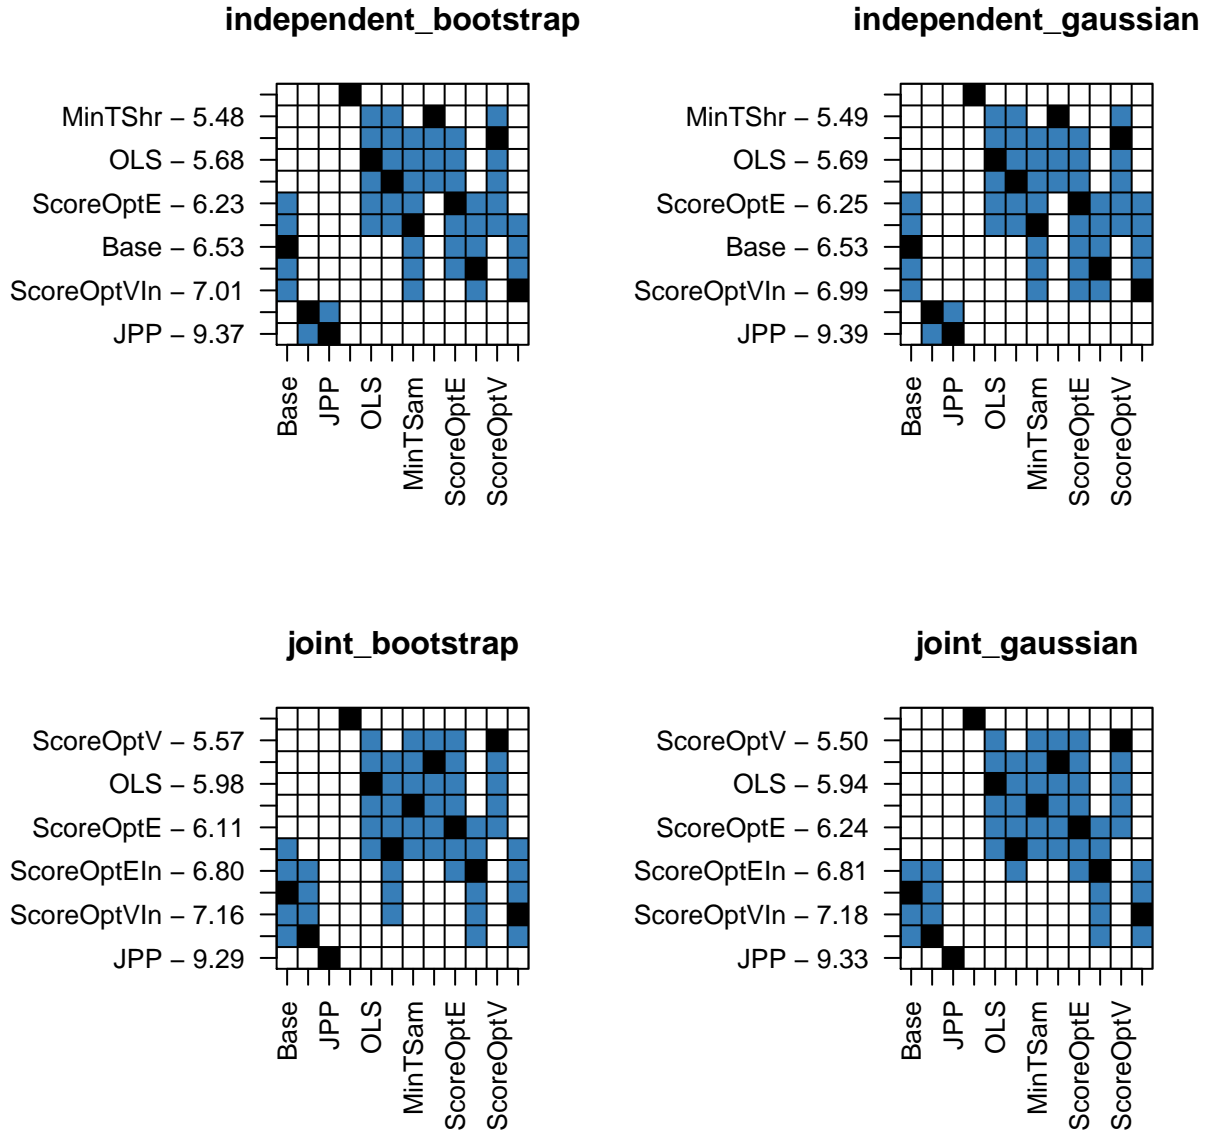 independent_bootstrap
MinTShr − 5.48
OLS − 5.68
ScoreOptE − 6.23
Base − 6.53
ScoreOptVIn − 7.01
JPP − 9.37
Base
JPP
OLS
MinTSam
ScoreOptE
ScoreOptV
independent_gaussian
MinTShr − 5.49
OLS − 5.69
ScoreOptE − 6.25
Base − 6.53
ScoreOptVIn − 6.99
JPP − 9.39
Base
JPP
OLS
MinTSam
ScoreOptE
ScoreOptV
joint_bootstrap
ScoreOptV − 5.57
OLS − 5.98
ScoreOptE − 6.11
ScoreOptEIn − 6.80
ScoreOptVIn − 7.16
JPP − 9.29
Base
JPP
OLS
MinTSam
ScoreOptE
ScoreOptV
joint_gaussian
ScoreOptV − 5.50
OLS − 5.94
ScoreOptE − 6.24
ScoreOptEIn − 6.81
ScoreOptVIn − 7.18
JPP − 9.33
Base
JPP
OLS
MinTSam
ScoreOptE
ScoreOptV